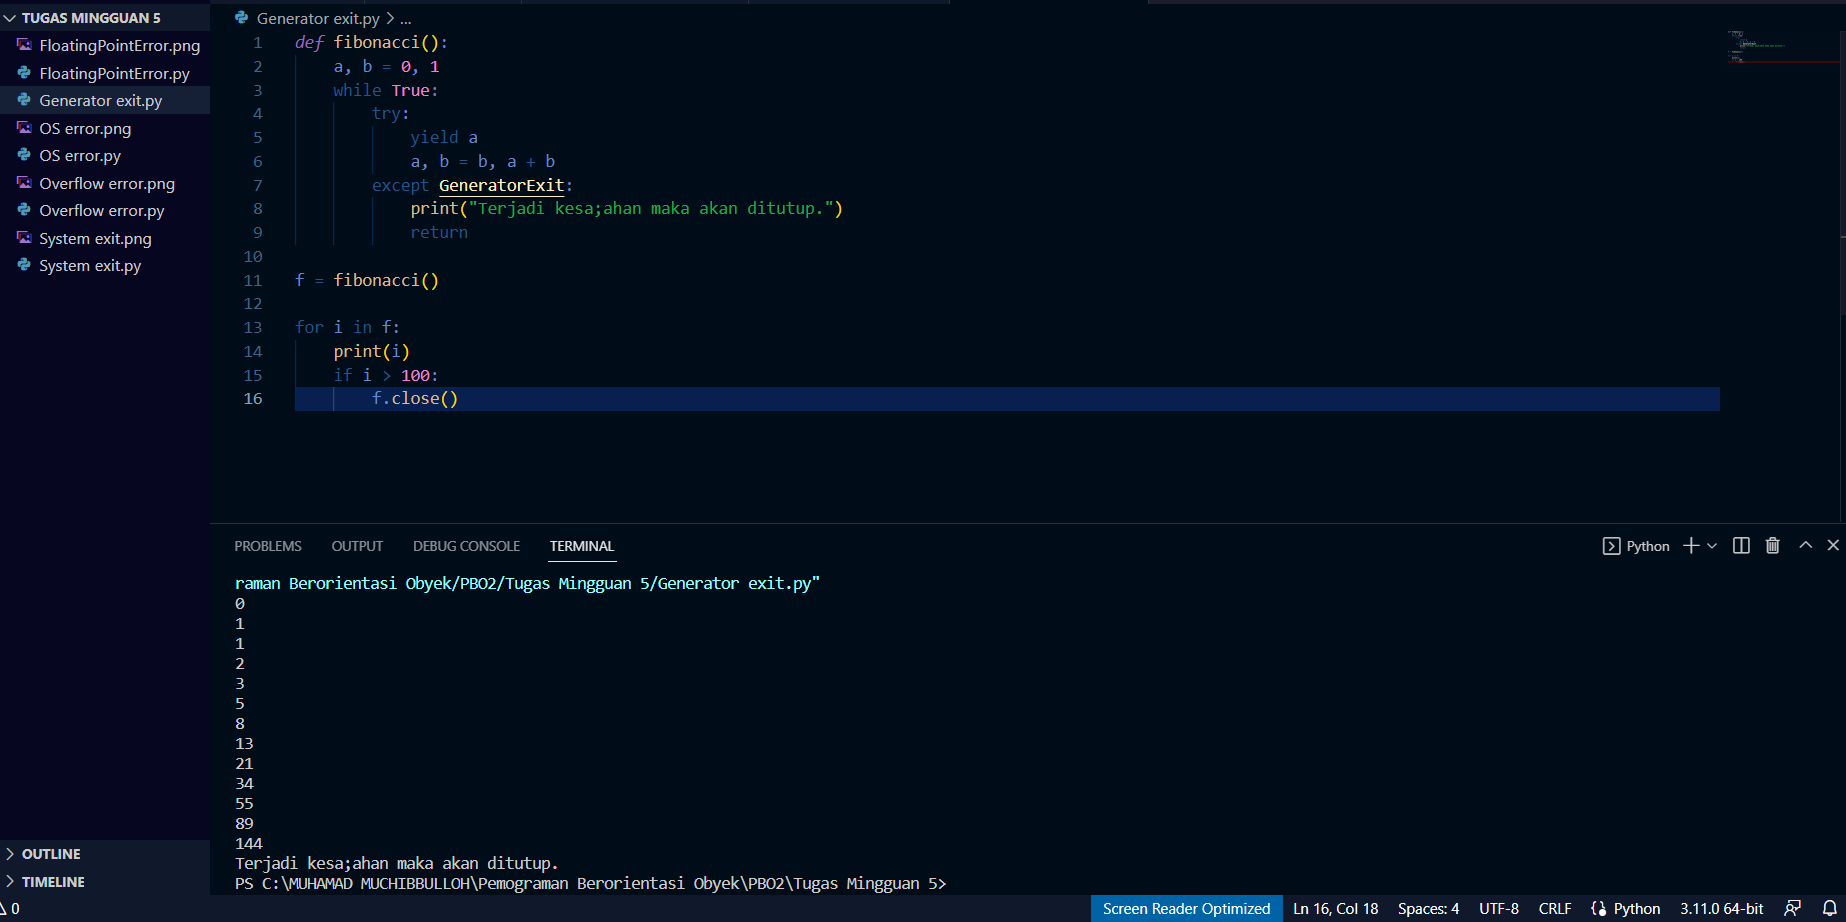 TUGAS MINGGUAN 5
FloatingPointError.png
FloatingPointError.py
Generator exit.py
OS error.png
OS error.py
Overflow error.png
Overflow error.py
System exit.png
System exit.py
OUTLINE
TIMELINE
Generator exit.py > ...
1 def fibonacci():
2     a, b = 0, 1
3     while True:
4         try:
5             yield a
6             a, b = b, a + b
7         except GeneratorExit:
8             print("Terjadi kesa;ahan maka akan ditutup.")
9             return
10
11 f = fibonacci()
12
13 for i in f:
14     print(i)
15     if i > 100:
16         f.close()
PROBLEMS OUTPUT DEBUG CONSOLE TERMINAL Python
raman Berorientasi Obyek/PBO2/Tugas Mingguan 5/Generator exit.py"
0
1
1
2
3
5
8
13
21
34
55
89
144
Terjadi kesa;ahan maka akan ditutup.
PS C:\MUHAMAD MUCHIBBULLOH\Pemograman Berorientasi Obyek\PBO2\Tugas Mingguan 5>
0 Screen Reader Optimized Ln 16, Col 18 Spaces: 4 UTF-8 CRLF Python 3.11.0 64-bit